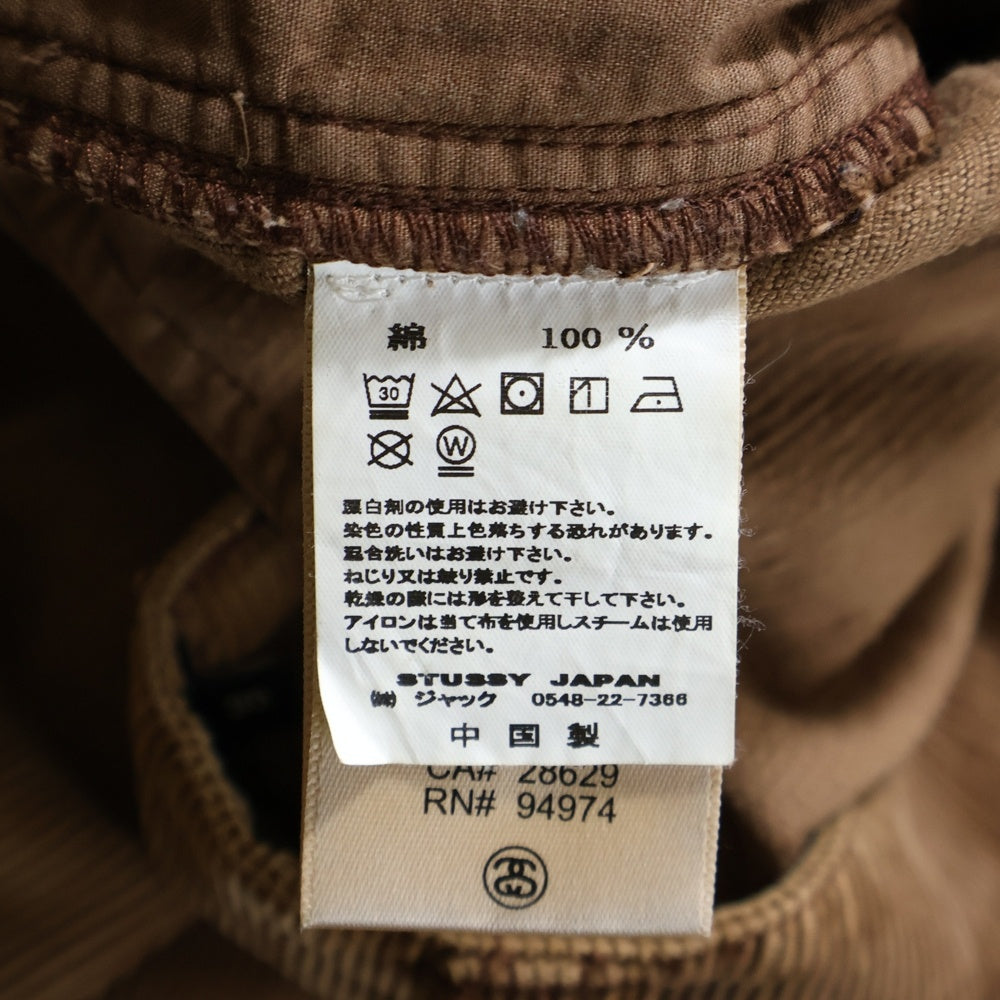 綿 100 %
30
W
漂白剤の使用はお避け下さい。
染色の性質上色落ちする恐れがあります。
混合洗いはお避け下さい。
ねじり又は絞り禁止です。
乾燥の際には形を整えて干して下さい。
アイロンは当て布を使用しスチームは使用
しないでください。
STUSSY JAPAN
㈱ ジャック 0548-22-7366
中国製
CA# 28629
RN# 94974